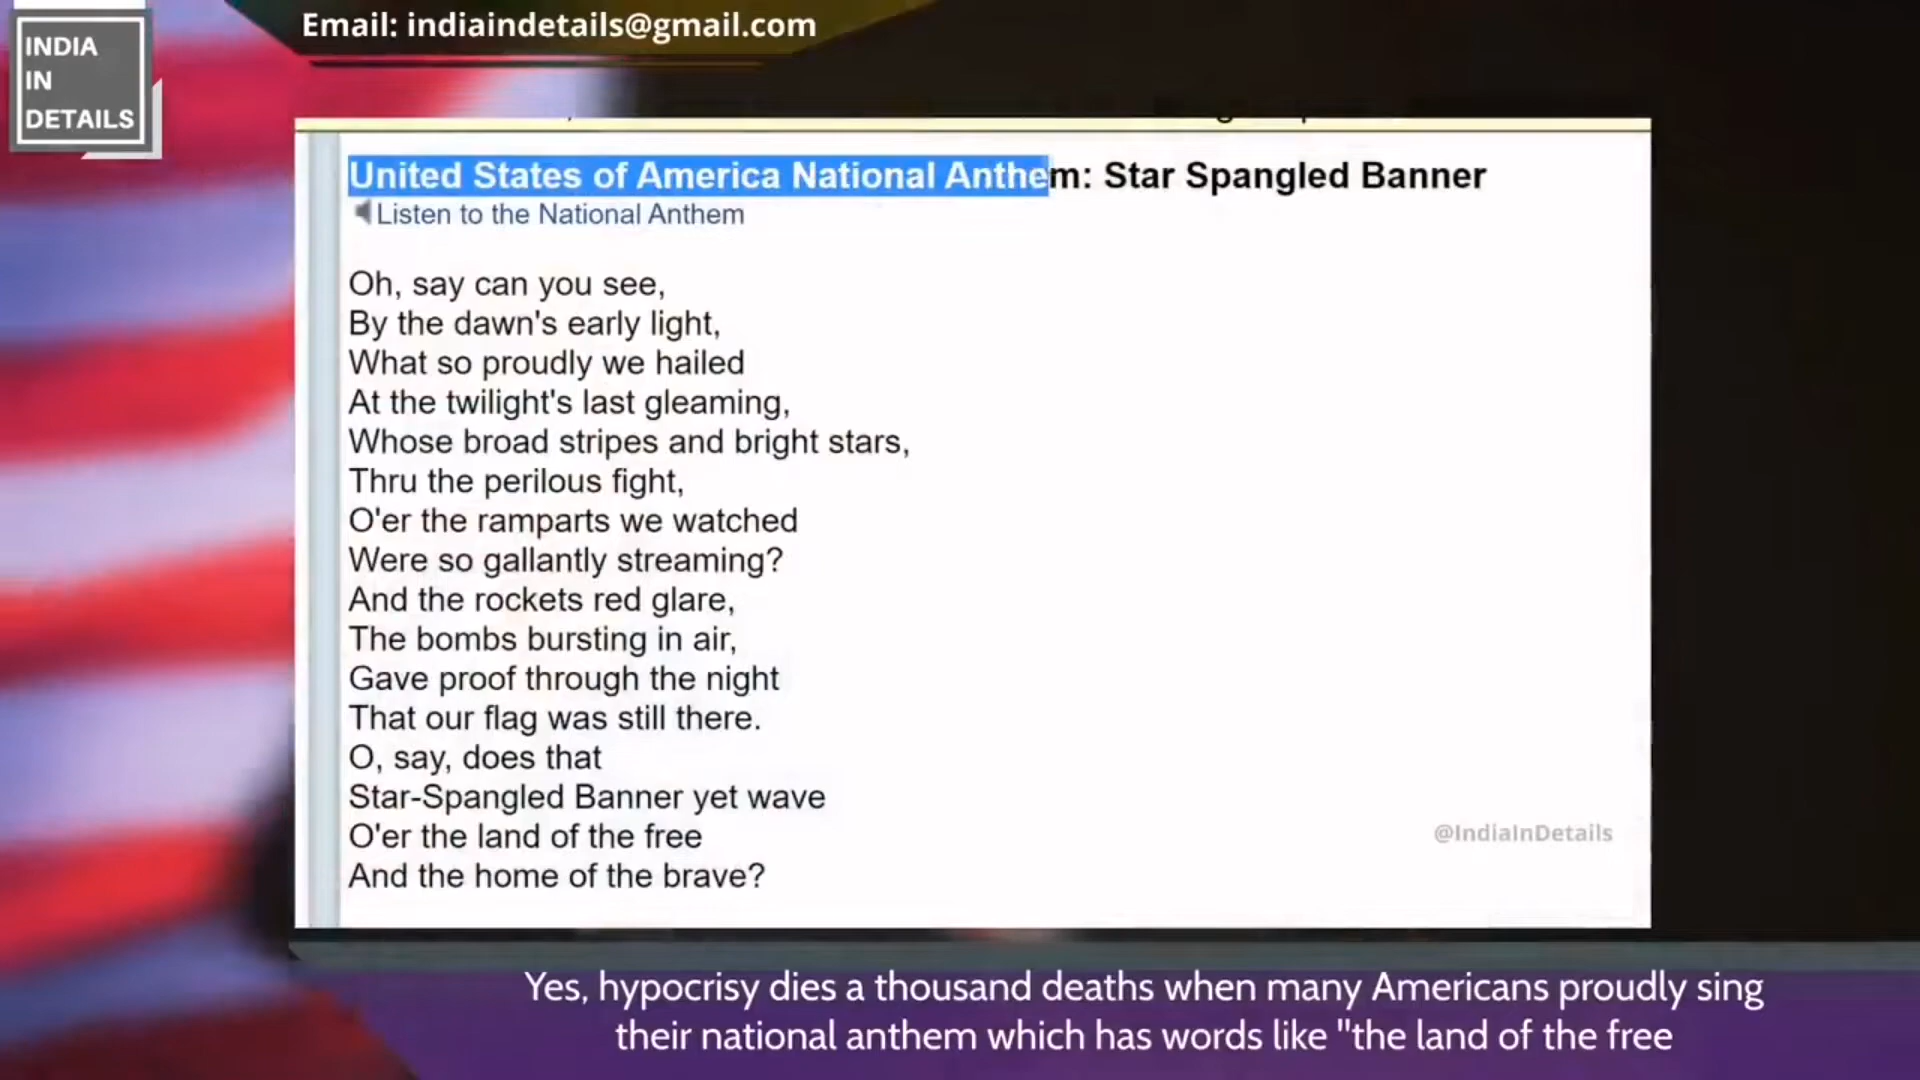 INDIA
IN
DETAILS
Email: indiaindetails@gmail.com
United States of America National Anthem: Star Spangled Banner
Listen to the National Anthem
Oh, say can you see,
By the dawn's early light,
What so proudly we hailed
At the twilight's last gleaming,
Whose broad stripes and bright stars,
Thru the perilous fight,
O'er the ramparts we watched
Were so gallantly streaming?
And the rockets red glare,
The bombs bursting in air,
Gave proof through the night
That our flag was still there.
O, say, does that
Star-Spangled Banner yet wave
O'er the land of the free
And the home of the brave?
@IndiaInDetails
Yes, hypocrisy dies a thousand deaths when many Americans proudly sing
their national anthem which has words like "the land of the free